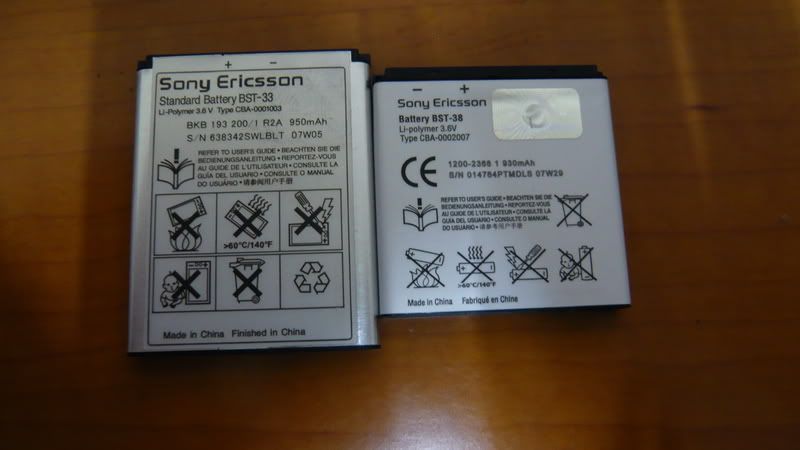 + −
Sony Ericsson
Standard Battery BST-33
Li-Polymer 3.6 V Type CBA-0001003
BKB 193 200/1 R2A 950mAh
S/N 638342SWLBLT 07W05
REFER TO USER'S GUIDE • BEACHTEN SIE DIE
BEDIENUNGSANLEITUNG • SE RECARGA
AU GUIDE DE L'UTILISATEUR • CONSULTE LA
GUÍA DEL USUARIO • CONSULTE O MANUAL
DO USUÁRIO • 请参阅用户手册
>60°C/140°F
Made in China Finished in China
− +
Sony Ericsson
Battery BST-38
Li-polymer 3.6V
Type CBA-0002007
CE
1200-2368 1 930mAh
S/N 014784PTMDLS 07W29
REFER TO USER'S GUIDE • BEACHTEN SIE DIE
BEDIENUNGSANLEITUNG • SE
AU GUIDE DE L'UTILISATEUR • CONSULTE LA
GUÍA DEL USUARIO • CONSULTE O MANUAL
DO USUÁRIO • 请参阅用户手册
>60°C/140°F
Made in China Fabriqué en Chine